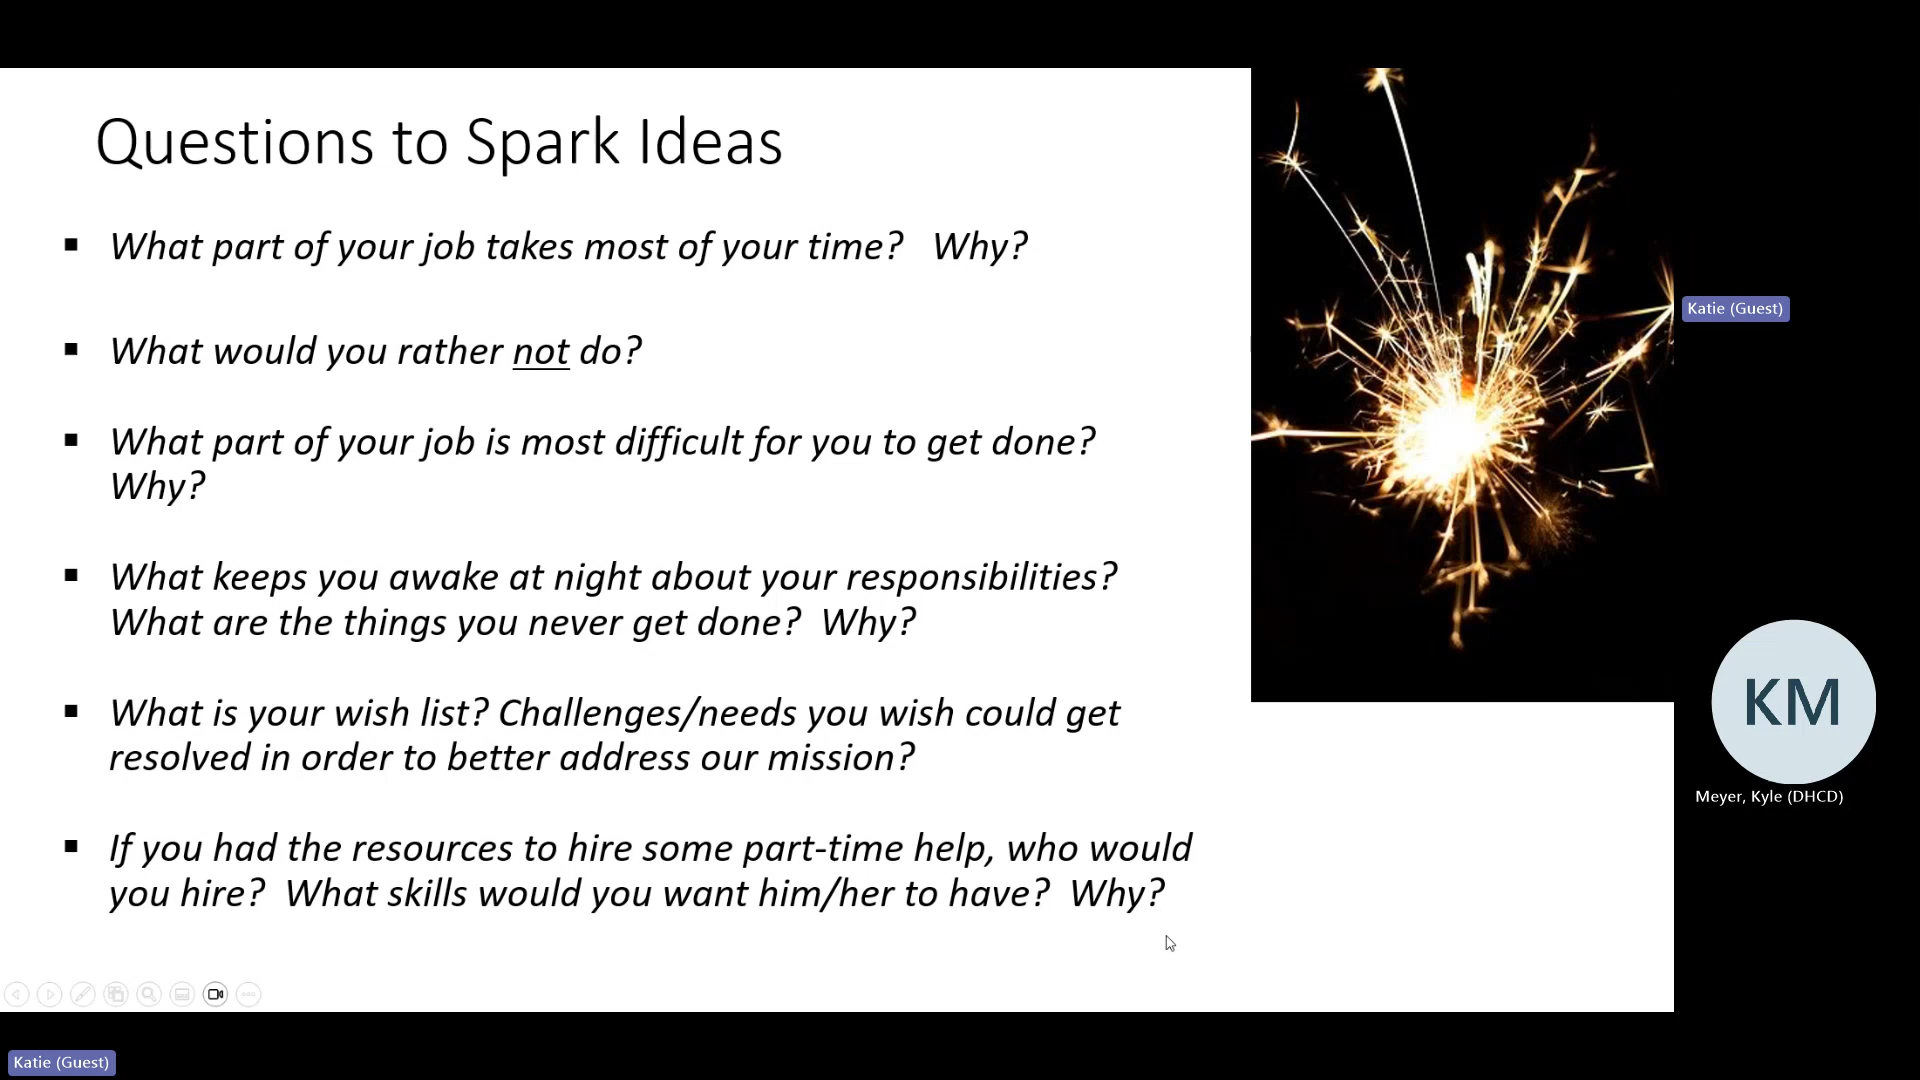 Questions to Spark Ideas
▪ What part of your job takes most of your time? Why?
▪ What would you rather not do?
▪ What part of your job is most difficult for you to get done?
Why?
▪ What keeps you awake at night about your responsibilities?
What are the things you never get done? Why?
▪ What is your wish list? Challenges/needs you wish could get
resolved in order to better address our mission?
▪ If you had the resources to hire some part-time help, who would
you hire? What skills would you want him/her to have? Why?
Katie (Guest)
KM
Meyer, Kyle (DHCD)
Katie (Guest)